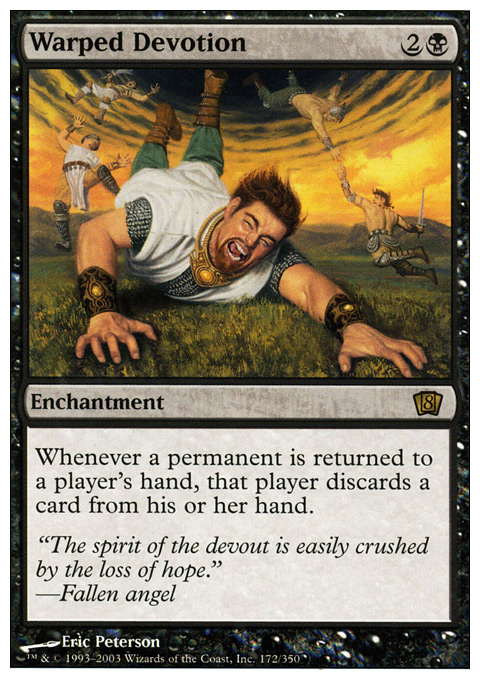 Warped Devotion
2
Enchantment
8
Whenever a permanent is returned to
a player's hand, that player discards a
card from his or her hand.
“The spirit of the devout is easily crushed
by the loss of hope.”
—Fallen angel
Eric Peterson
™ & © 1993–2003 Wizards of the Coast, Inc. 172/350